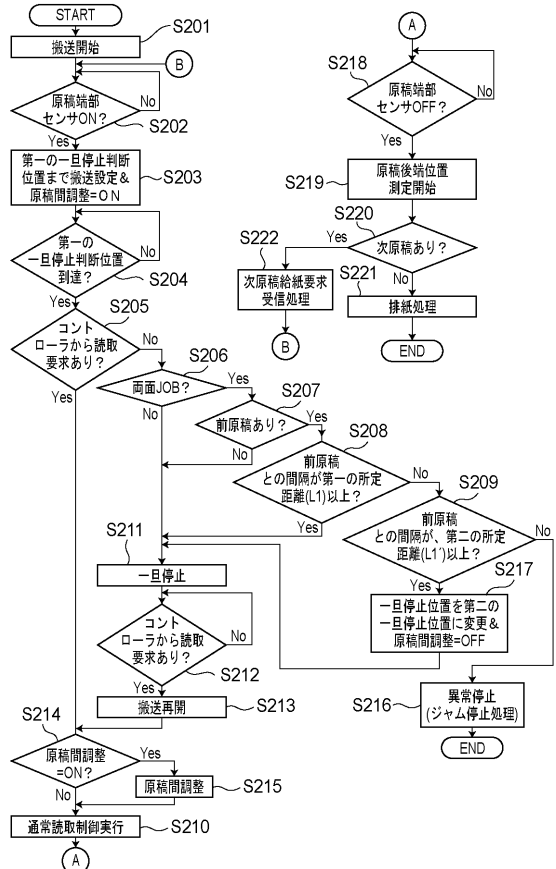 START
S201
搬送開始
B
原稿端部
センサON?
No
S202
Yes
第一の一旦停止判断
位置まで搬送設定&
原稿間調整=ON
S203
第一の
一旦停止判断位置
到達?
No
S204
Yes
S205
コント
ローラから読取
要求あり?
No
Yes
S206
両面JOB?
Yes
No
S207
前原稿あり?
Yes
No
S208
前原稿
との間隔が第一の所定
距離(L1)以上?
No
Yes
S209
前原稿
との間隔が、第二の所定
距離(L1´)以上?
No
Yes
S211
一旦停止
S217
一旦停止位置を第二の
一旦停止位置に変更&
原稿間調整=OFF
コント
ローラから読取
要求あり?
No
S212
Yes
搬送再開
S213
S216
異常停止
(ジャム停止処理)
END
S214
原稿間調整
=ON?
Yes
No
原稿間調整
S215
通常読取制御実行
S210
A
A
S218
原稿端部
センサOFF?
No
Yes
S219
原稿後端位置
測定開始
S220
次原稿あり?
Yes
No
S222
次原稿給紙要求
受信処理
B
S221
排紙処理
END